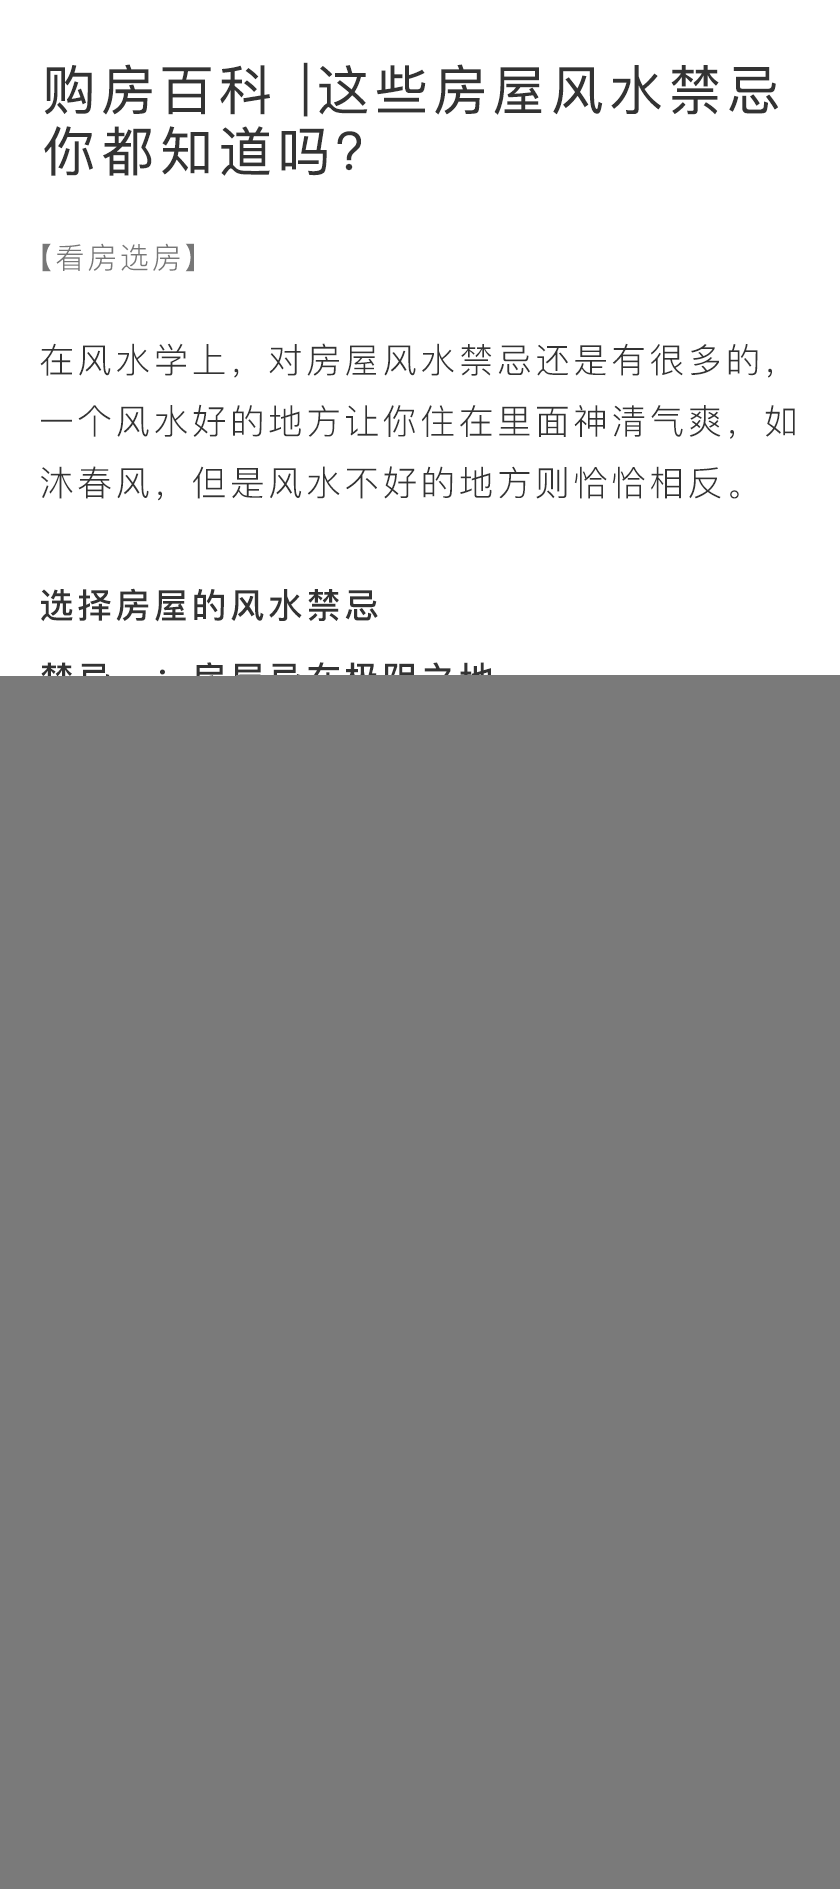 购房百科 |这些房屋风水禁忌
你都知道吗?
【看房选房】
在风水学上，对房屋风水禁忌还是有很多的，
一个风水好的地方让你住在里面神清气爽，如
沐春风，但是风水不好的地方则恰恰相反。
选择房屋的风水禁忌